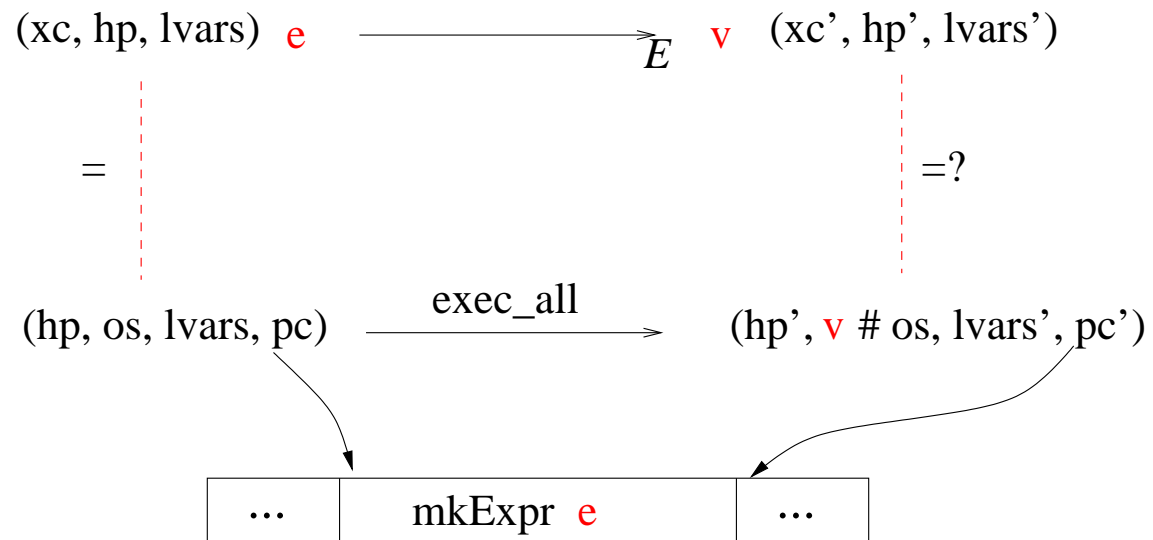 (xc, hp, lvars) e E v (xc’, hp’, lvars’)
= =?
exec_all
(hp, os, lvars, pc) (hp’, v # os, lvars’, pc’)
... mkExpr e ...